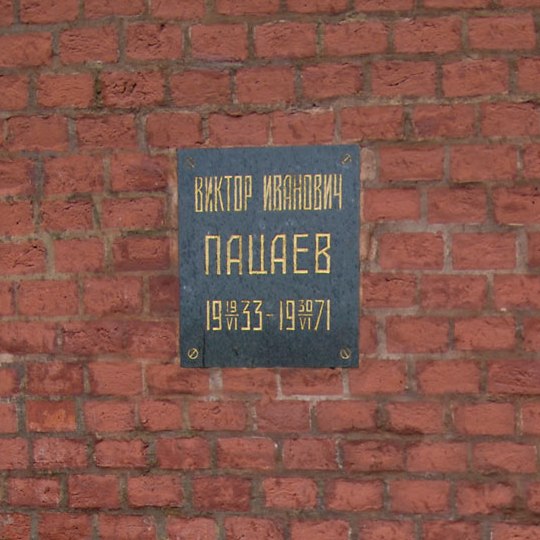 ВИКТОР ИВАНОВИЧ
ПАЦАЕВ
19 19/VI 33 - 19 30/VI 71